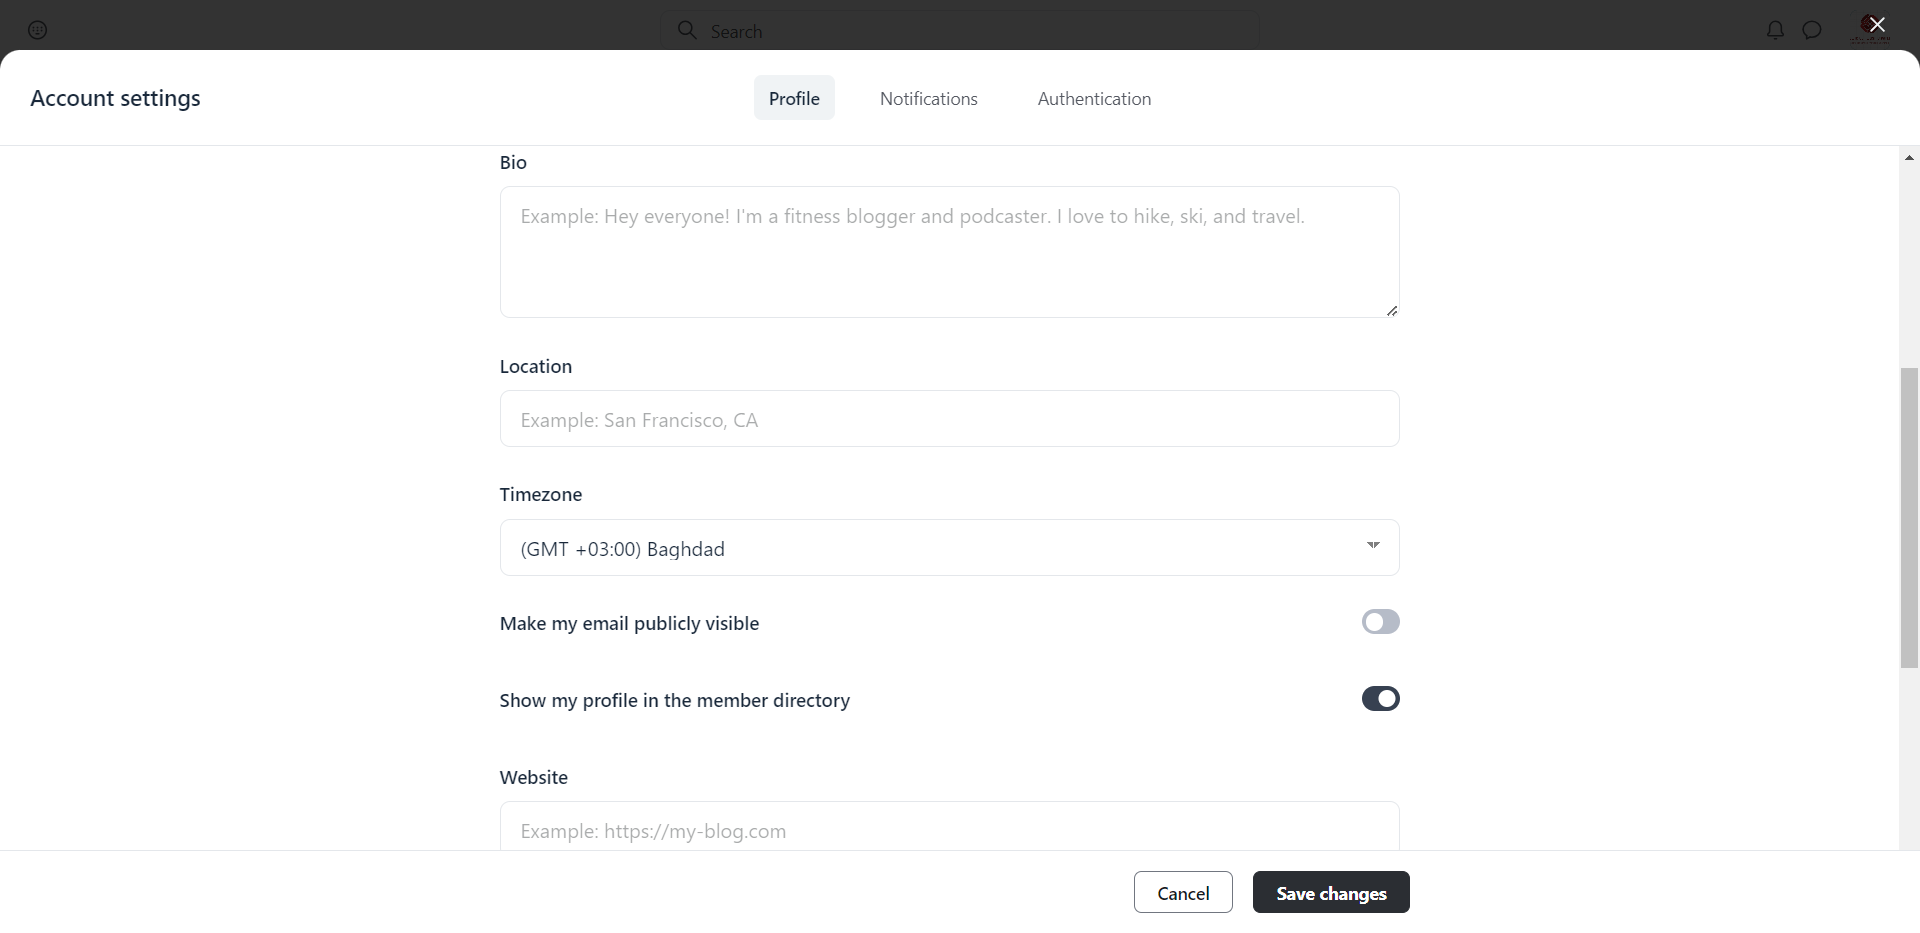 Search
Account settings
Profile
Notifications
Authentication
Bio
Example: Hey everyone! I'm a fitness blogger and podcaster. I love to hike, ski, and travel.
Location
Example: San Francisco, CA
Timezone
(GMT +03:00) Baghdad
Make my email publicly visible
Show my profile in the member directory
Website
Example: https://my-blog.com
Cancel
Save changes